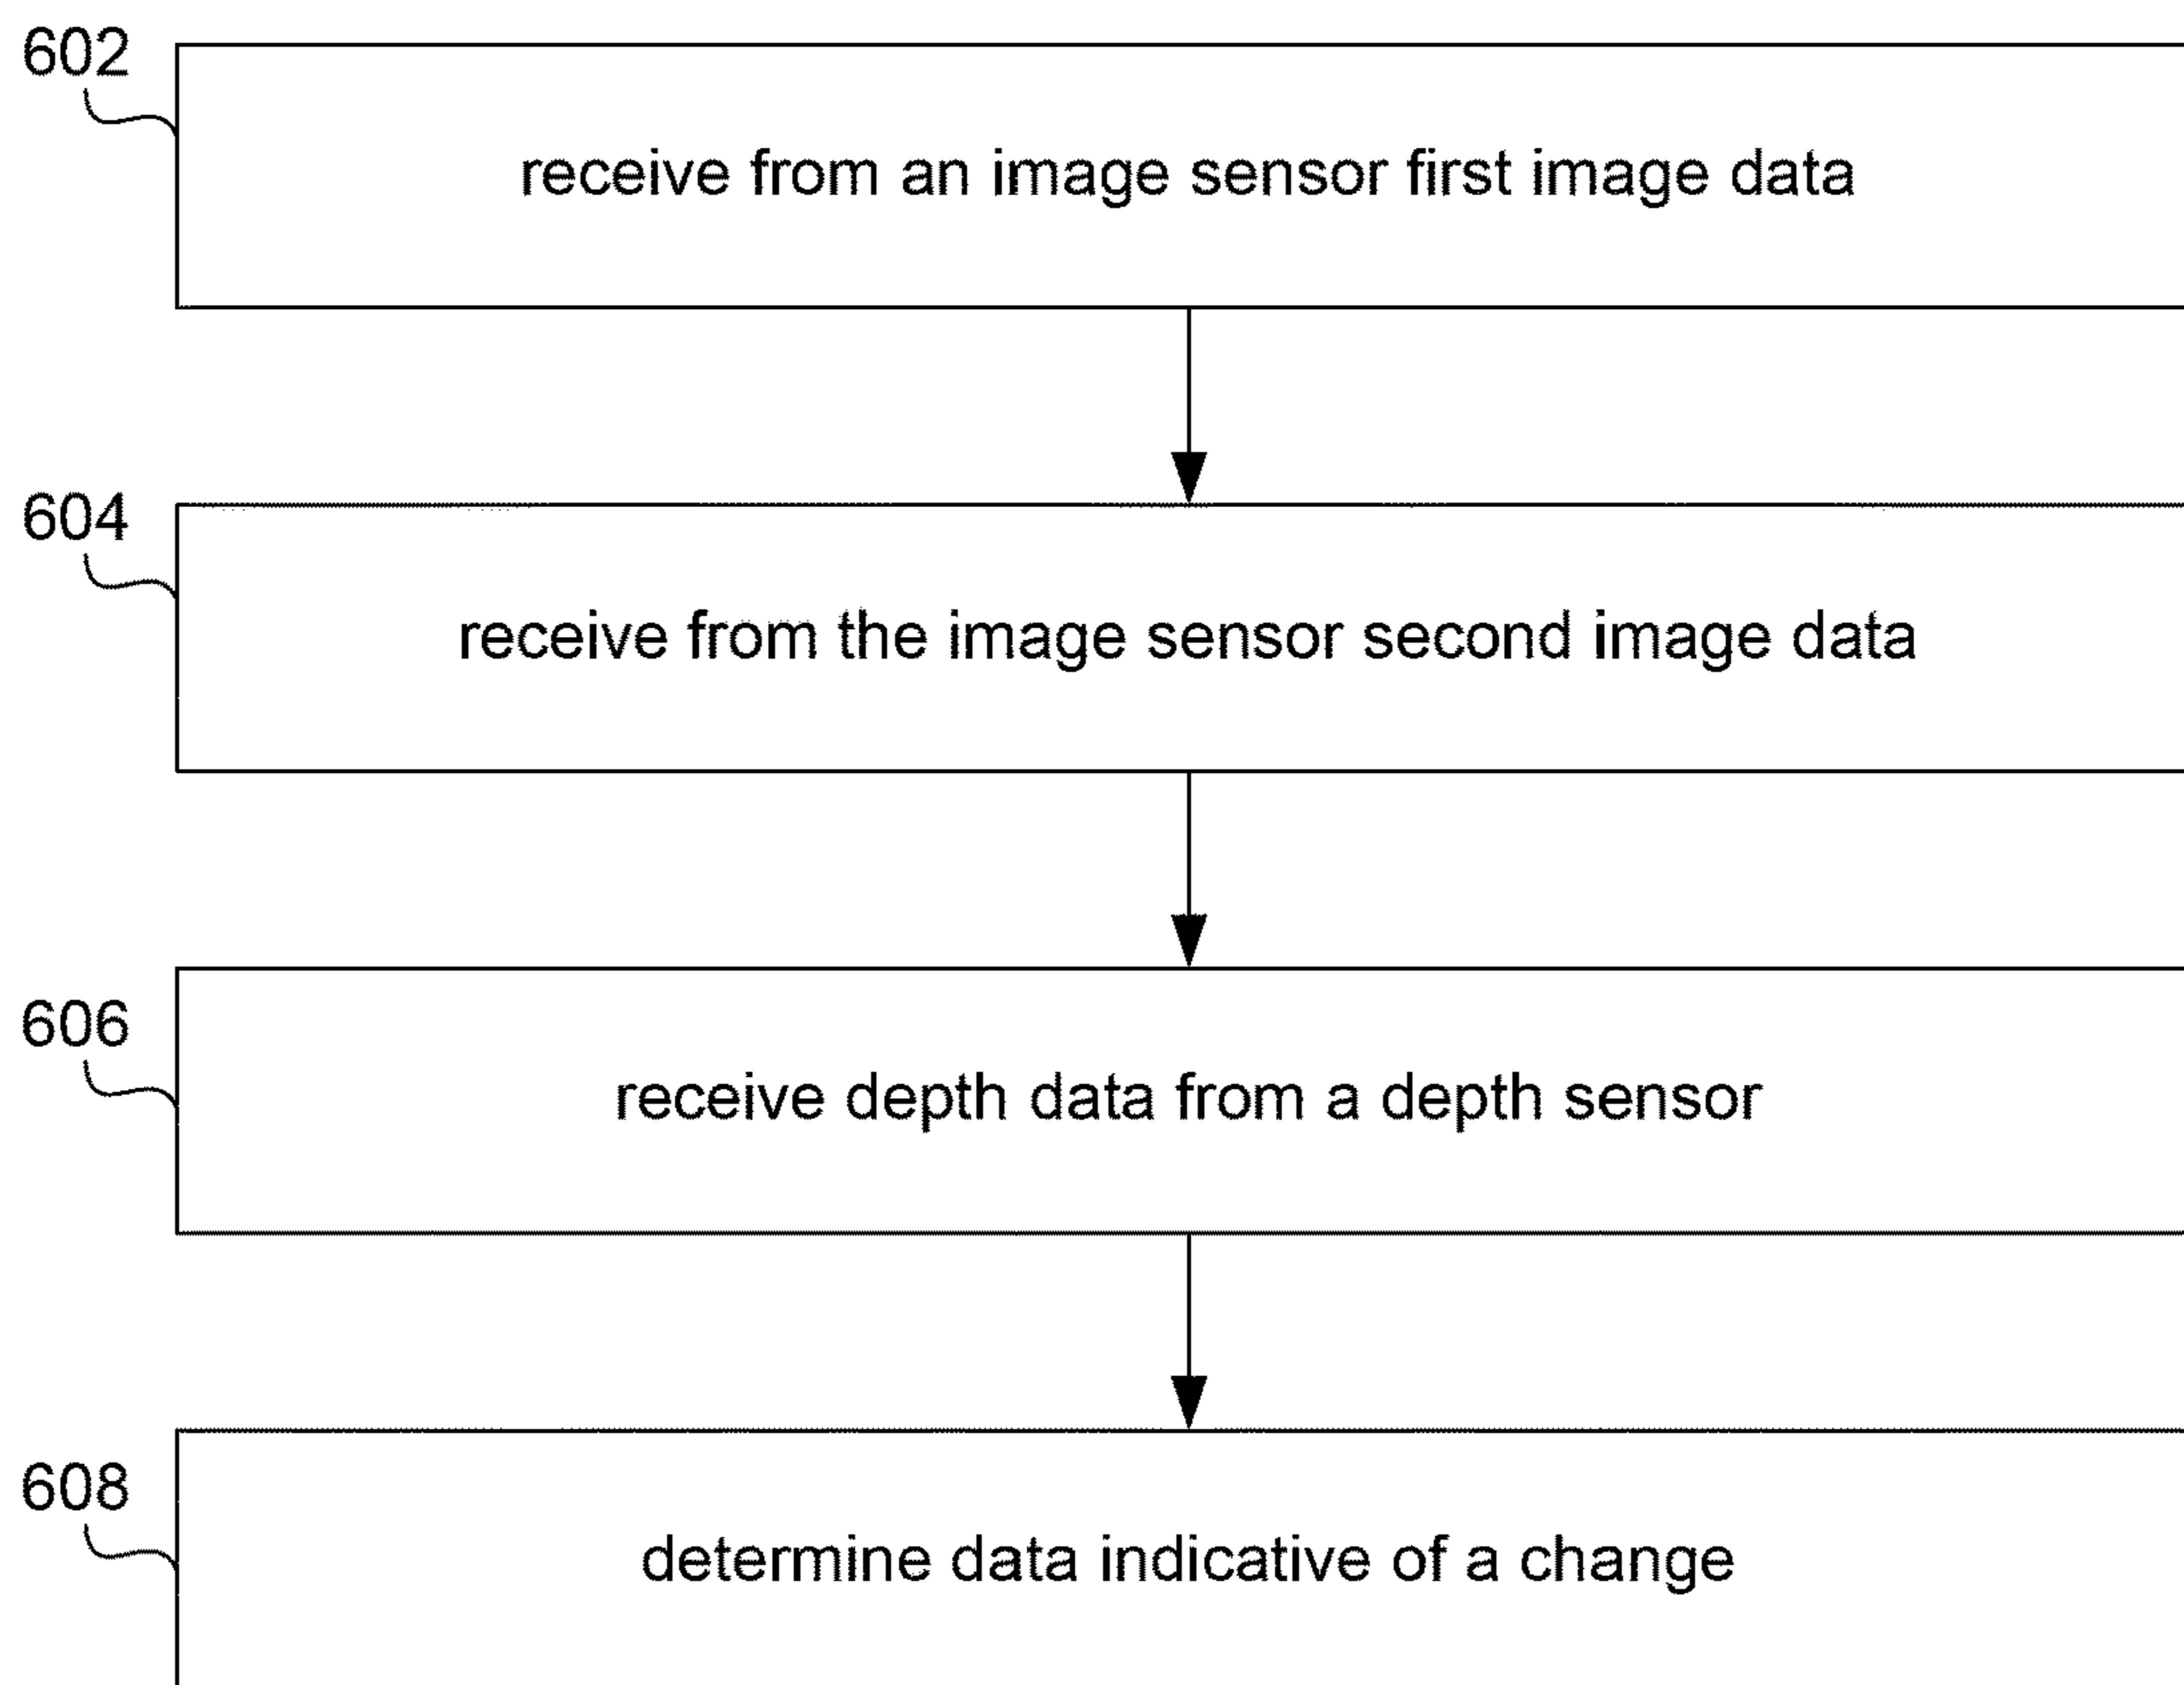 602
receive from an image sensor first image data
604
receive from the image sensor second image data
606
receive depth data from a depth sensor
608
determine data indicative of a change